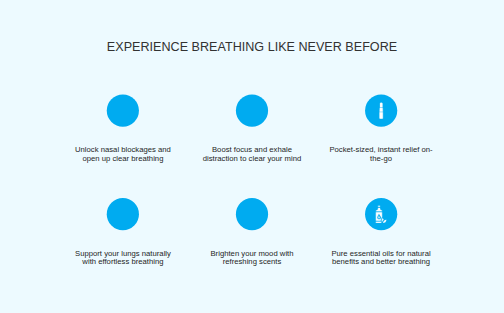 EXPERIENCE BREATHING LIKE NEVER BEFORE
Unlock nasal blockages and
open up clear breathing
Boost focus and exhale
distraction to clear your mind
Pocket-sized, instant relief on-
the-go
Support your lungs naturally
with effortless breathing
Brighten your mood with
refreshing scents
Pure essential oils for natural
benefits and better breathing